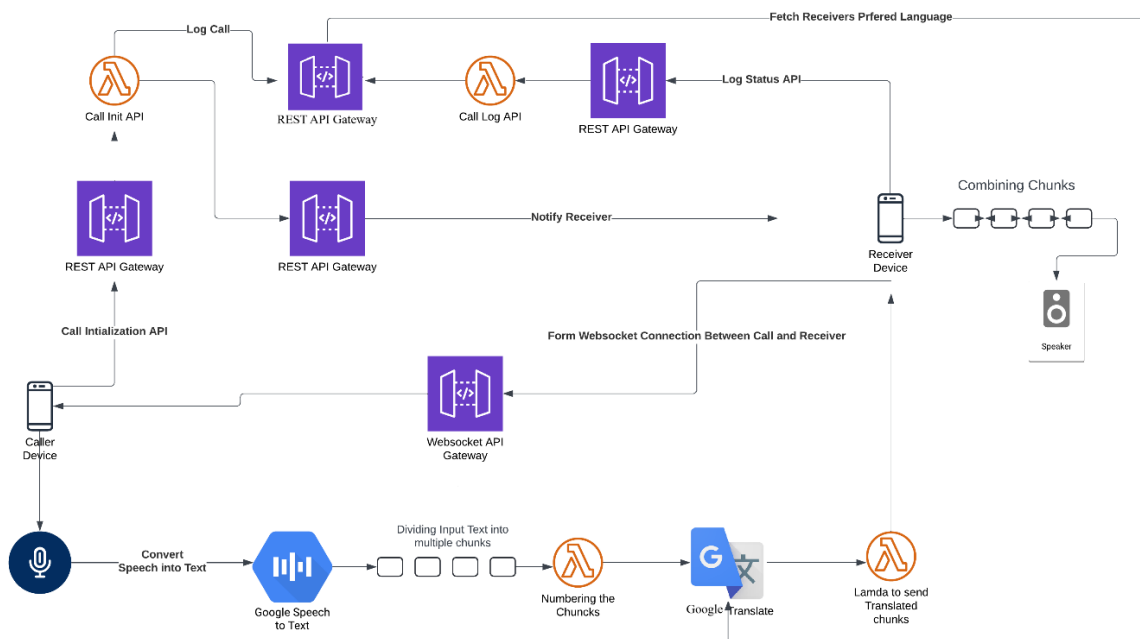 Fetch Receivers Prfered Language
Log Call
Log Status API
Call Init API
REST API Gateway
Call Log API
REST API Gateway
Combining Chunks
Notify Receiver
REST API Gateway
REST API Gateway
Receiver
Device
Call Intialization API
Form Websocket Connection Between Call and Receiver
Speaker
Caller
Device
Websocket API
Gateway
Dividing Input Text into
multiple chunks
Convert
Speech into Text
G
文
Google Speech
to Text
Numbering the
Chuncks
Google Translate
Lamda to send
Translated
chunks